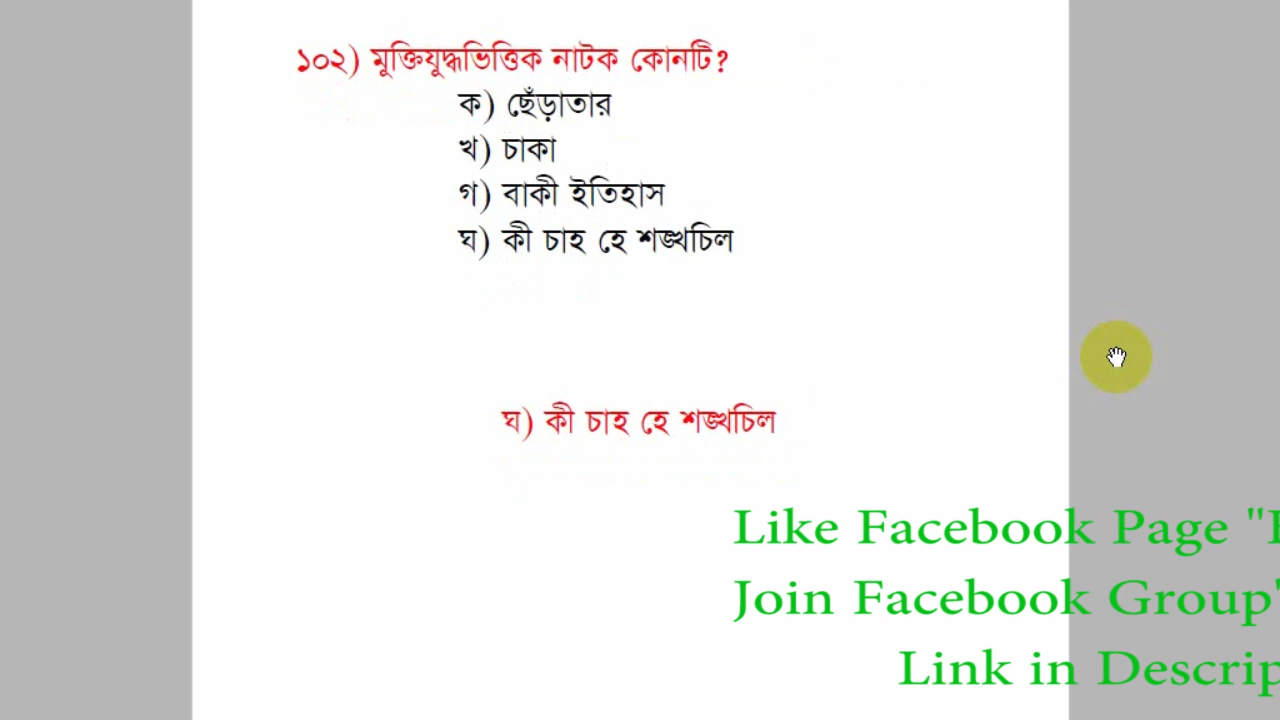 ১০২) মুক্তিযুদ্ধভিত্তিক নাটক কোনটি?
ক) ছেঁড়াতার
খ) চাকা
গ) বাকী ইতিহাস
ঘ) কী চাহ হে শঙ্খচিল
ঘ) কী চাহ হে শঙ্খচিল
Like Facebook Page "
Join Facebook Group"
Link in Descrip